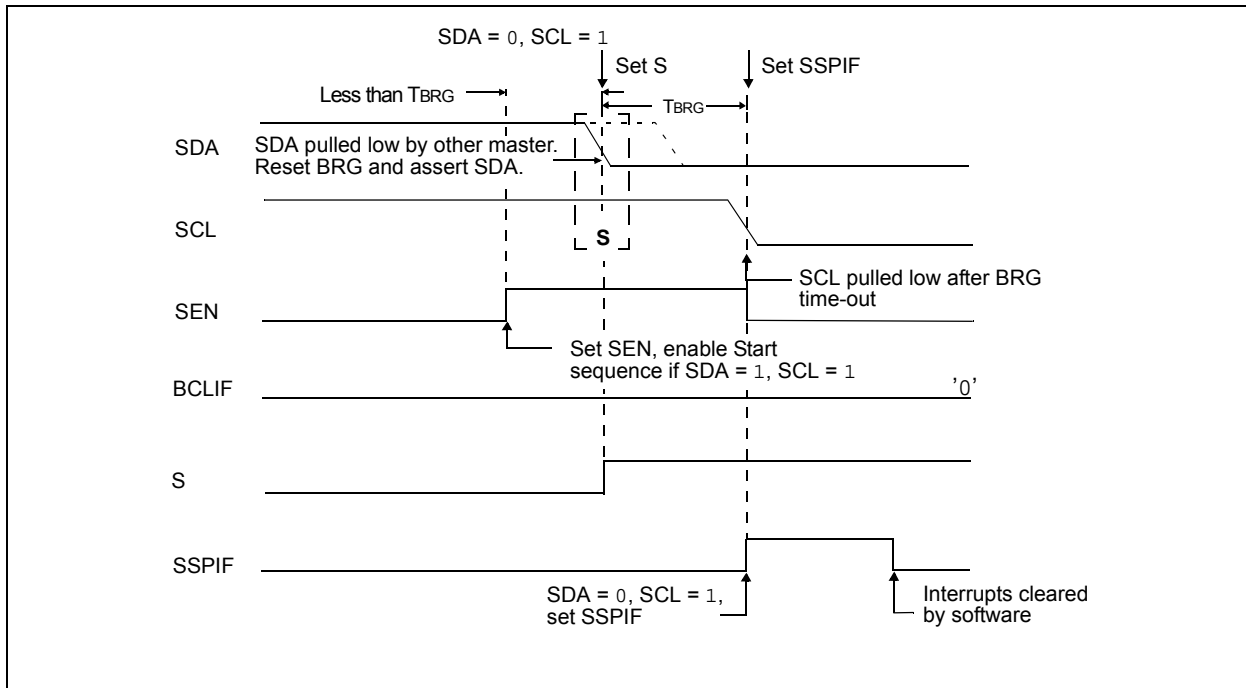 SDA = 0, SCL = 1
Set S
Set SSPIF
Less than TBRG
TBRG
SDA
SDA pulled low by other master.
Reset BRG and assert SDA.
SCL
S
SCL pulled low after BRG
time-out
SEN
Set SEN, enable Start
sequence if SDA = 1, SCL = 1
BCLIF
'0'
S
SSPIF
SDA = 0, SCL = 1,
set SSPIF
Interrupts cleared
by software